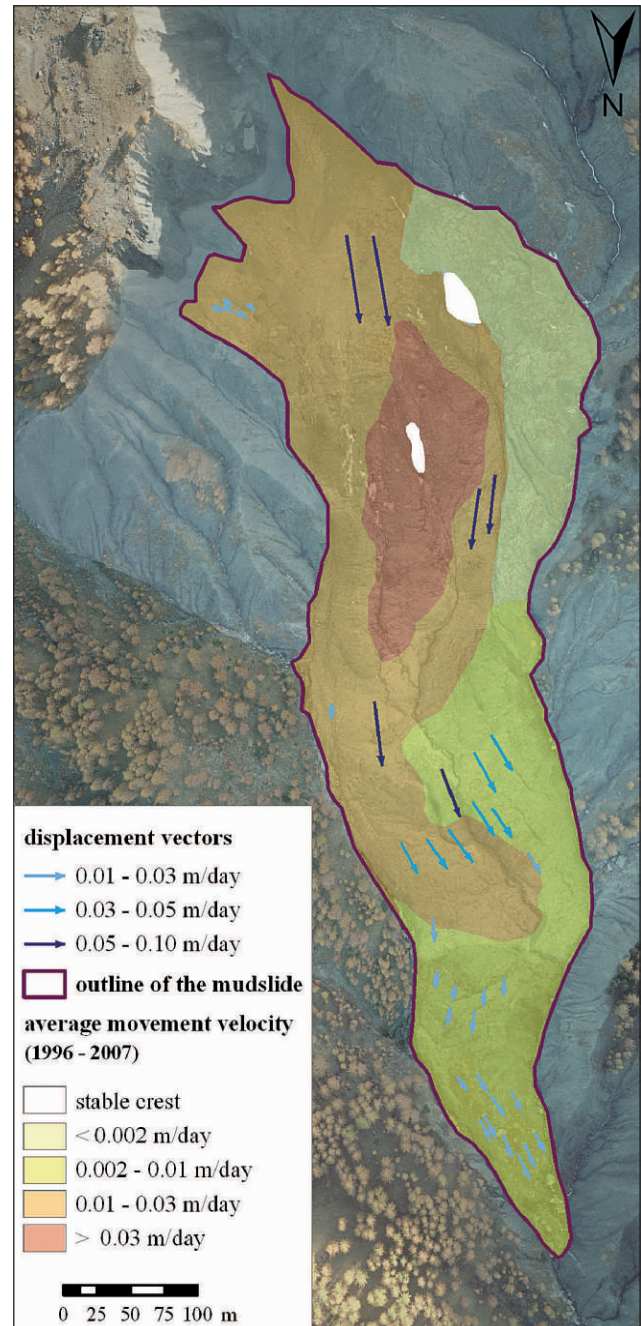 N
displacement vectors
0.01 - 0.03 m/day
0.03 - 0.05 m/day
0.05 - 0.10 m/day
outline of the mudslide
average movement velocity
(1996 - 2007)
stable crest
< 0.002 m/day
0.002 - 0.01 m/day
0.01 - 0.03 m/day
> 0.03 m/day
0 25 50 75 100 m